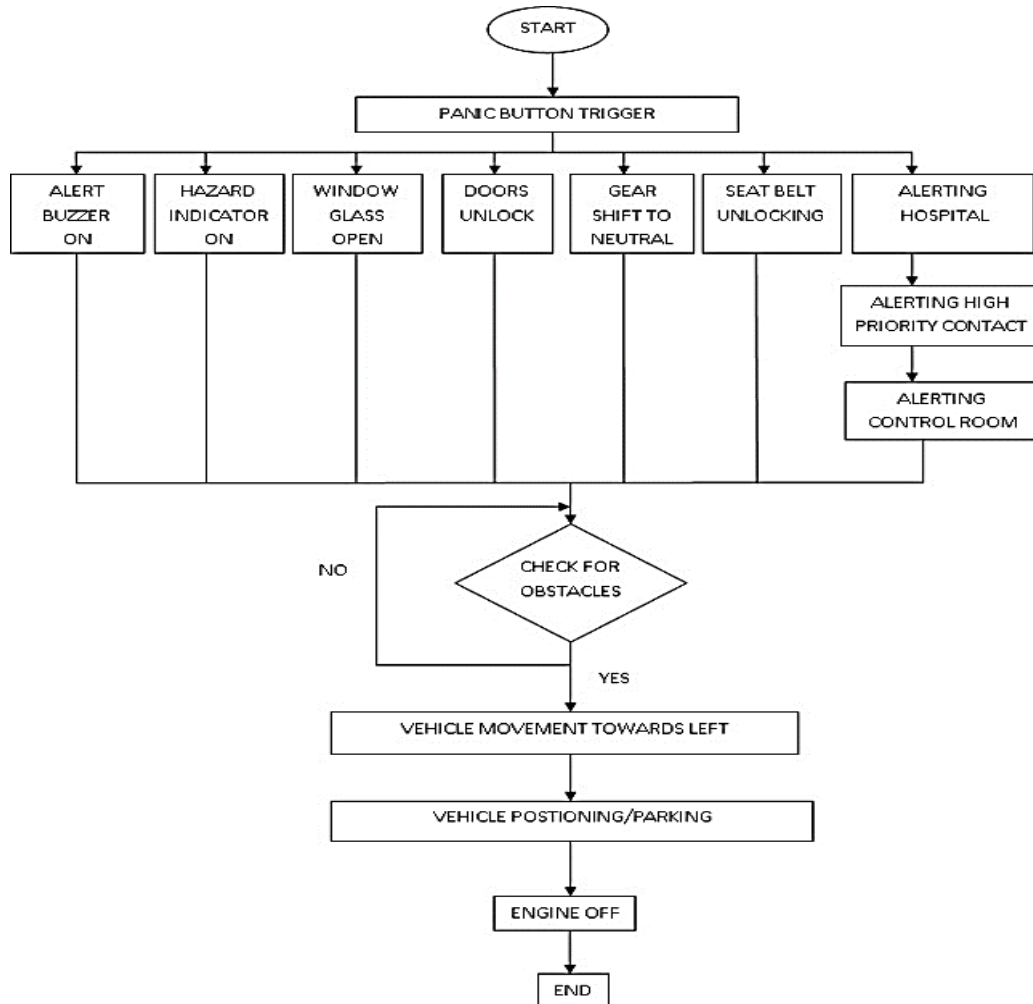 START
PANIC BUTTON TRIGGER
ALERT
BUZZER
ON
HAZARD
INDICATOR
ON
WINDOW
GLASS
OPEN
DOORS
UNLOCK
GEAR
SHIFT TO
NEUTRAL
SEAT BELT
UNLOCKING
ALERTING
HOSPITAL
ALERTING HIGH
PRIORITY CONTACT
ALERTING
CONTROL ROOM
CHECK FOR
OBSTACLES
NO
YES
VEHICLE MOVEMENT TOWARDS LEFT
VEHICLE POSTIONING/PARKING
ENGINE OFF
END